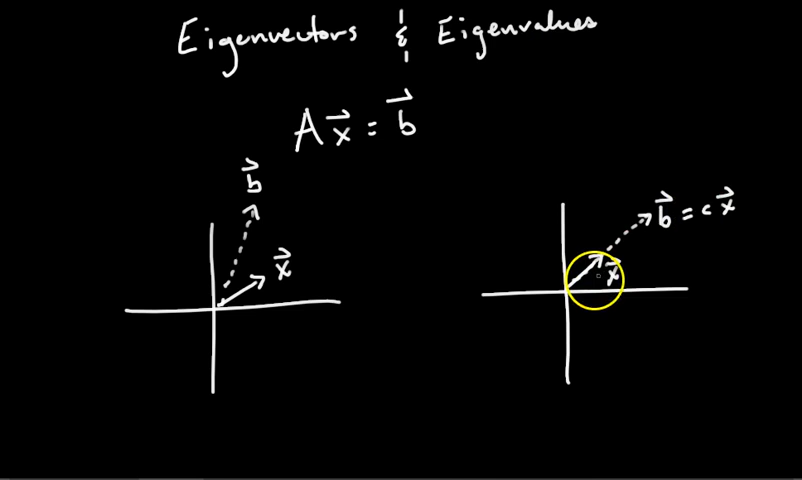 Eigenvectors & Eigenvalues
A x⃗ = b⃗
b⃗
x⃗
b⃗ = c x⃗
x⃗